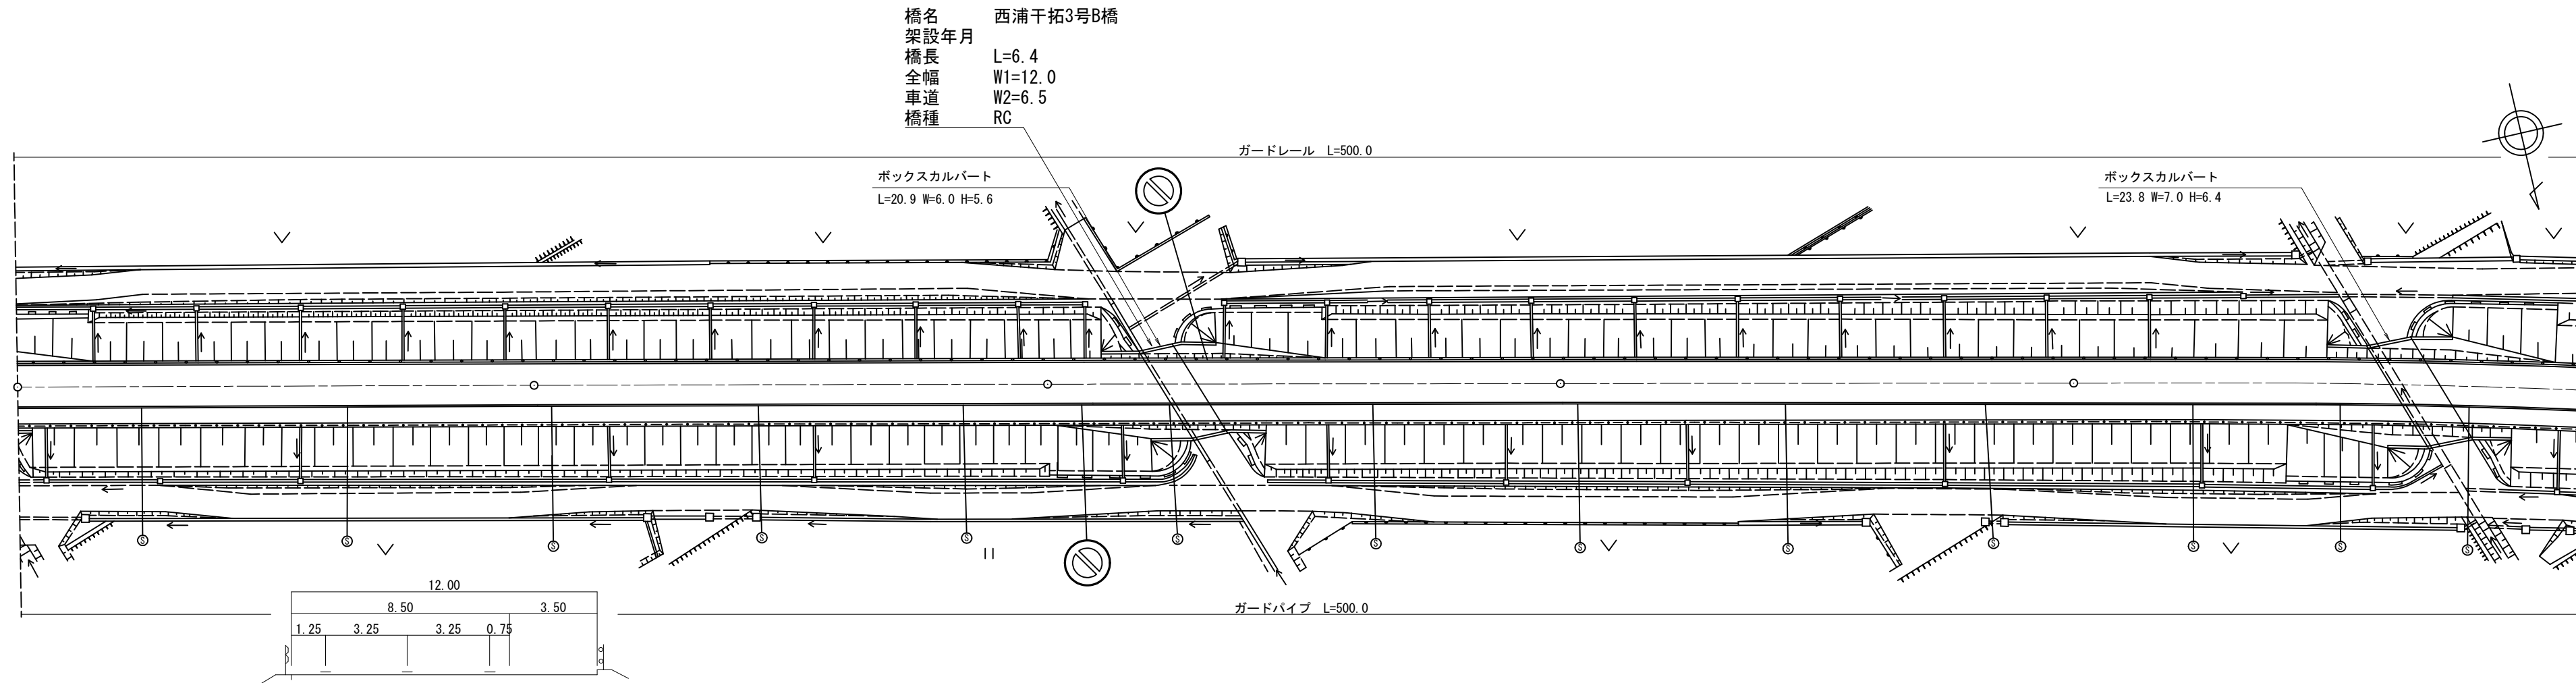 橋名 西浦干拓3号B橋
架設年月
橋長 L=6.4
全幅 W1=12.0
車道 W2=6.5
橋種 RC
ガードレール L=500.0
ボックスカルバート
L=20.9 W=6.0 H=5.6
ボックスカルバート
L=23.8 W=7.0 H=6.4
S S S S S S S S S S S S S
ガードパイプ L=500.0
12.00
8.50 3.50
1.25 3.25 3.25 0.75